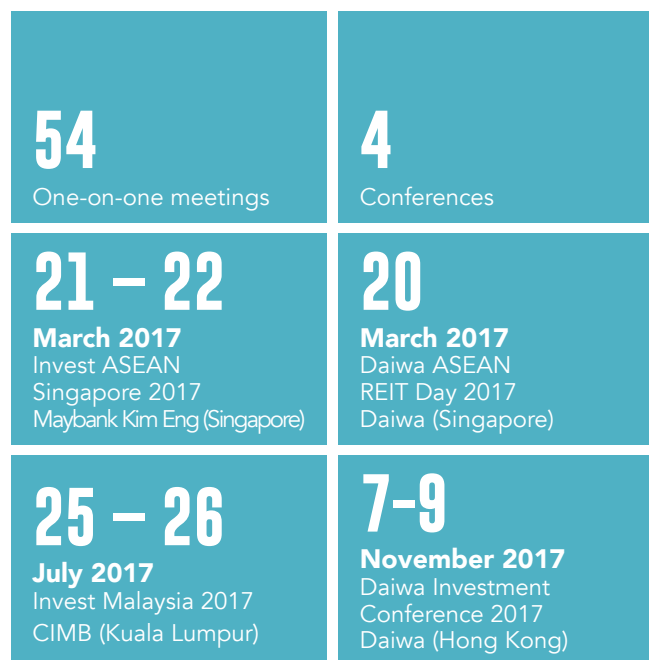 54
One-on-one meetings
4
Conferences
21 – 22
March 2017
Invest ASEAN
Singapore 2017
Maybank Kim Eng (Singapore)
20
March 2017
Daiwa ASEAN
REIT Day 2017
Daiwa (Singapore)
25 – 26
July 2017
Invest Malaysia 2017
CIMB (Kuala Lumpur)
7–9
November 2017
Daiwa Investment
Conference 2017
Daiwa (Hong Kong)